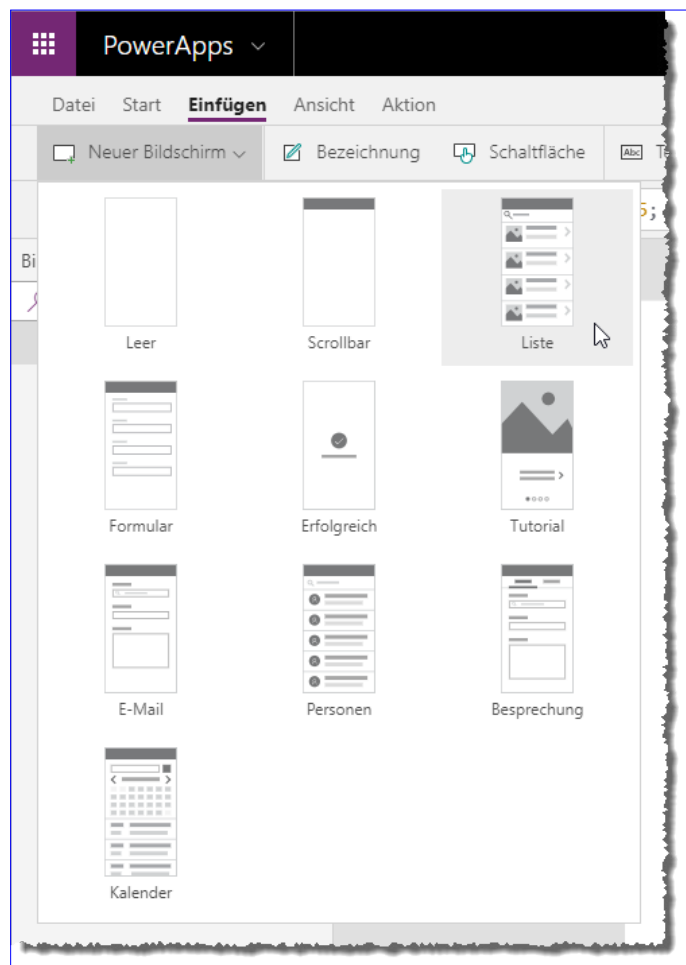 PowerApps
Datei Start Einfügen Ansicht Aktion
Neuer Bildschirm Bezeichnung Schaltfläche Abc
;
Leer Scrollbar Liste
Formular Erfolgreich Tutorial
E-Mail Personen Besprechung
Kalender